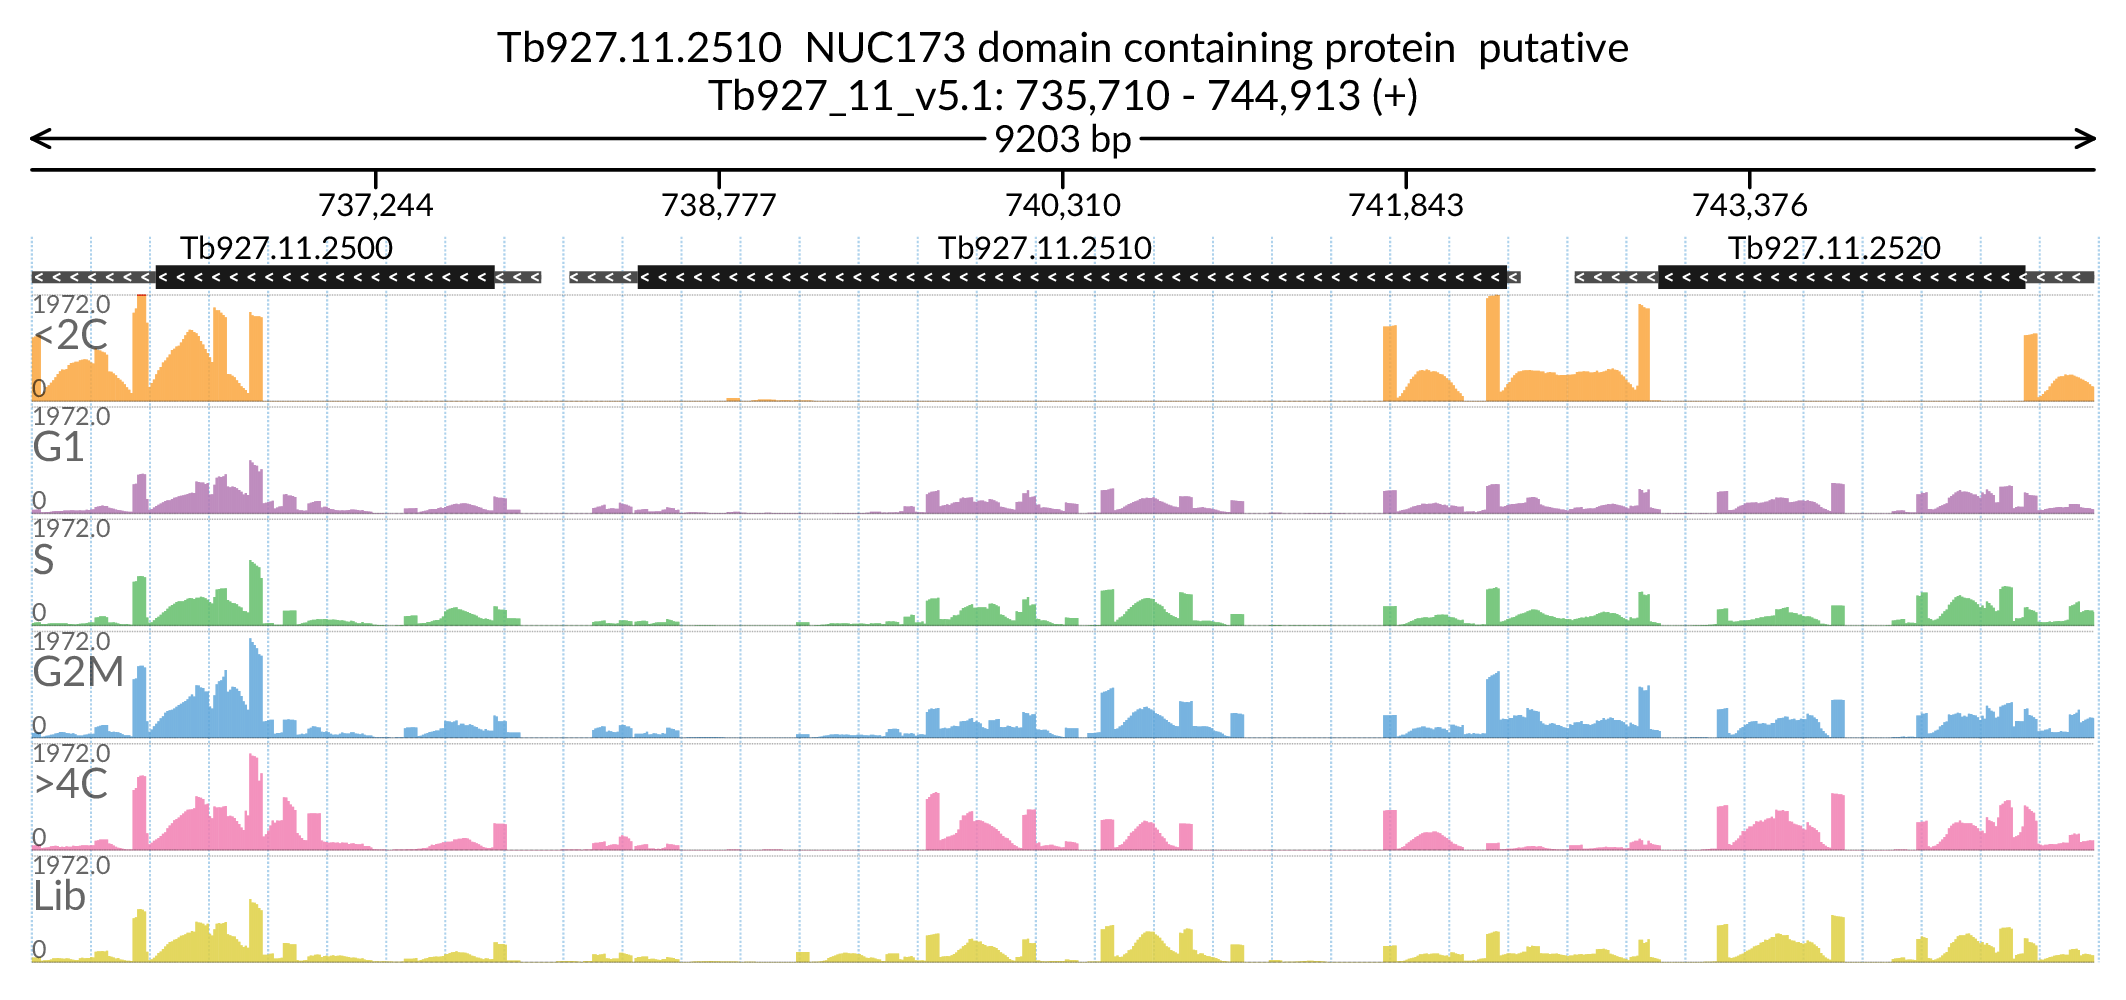 Tb927.11.2510  NUC173 domain containing protein  putative
Tb927_11_v5.1: 735,710 - 744,913 (+)
9203 bp
737,244 738,777 740,310 741,843 743,376
Tb927.11.2500 Tb927.11.2510 Tb927.11.2520
1972.0
<2C
0
1972.0
G1
0
1972.0
S
0
1972.0
G2M
0
1972.0
>4C
0
1972.0
Lib
0